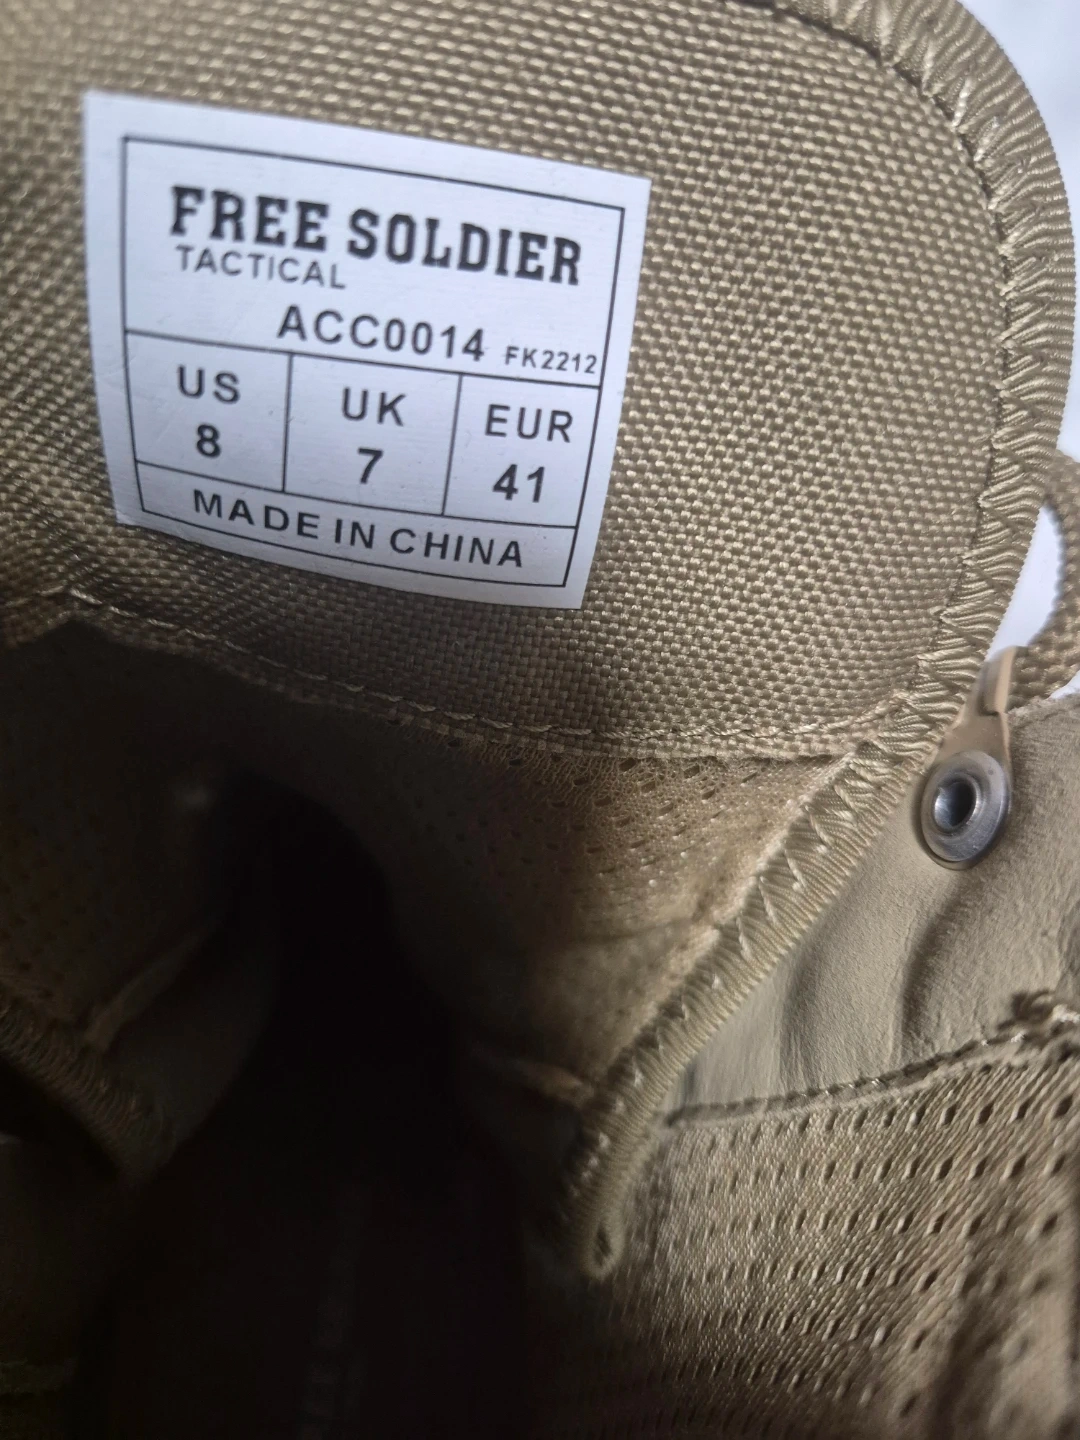 FREE SOLDIER
TACTICAL
ACC0014 FK2212
US UK EUR
8 7 41
MADE IN CHINA